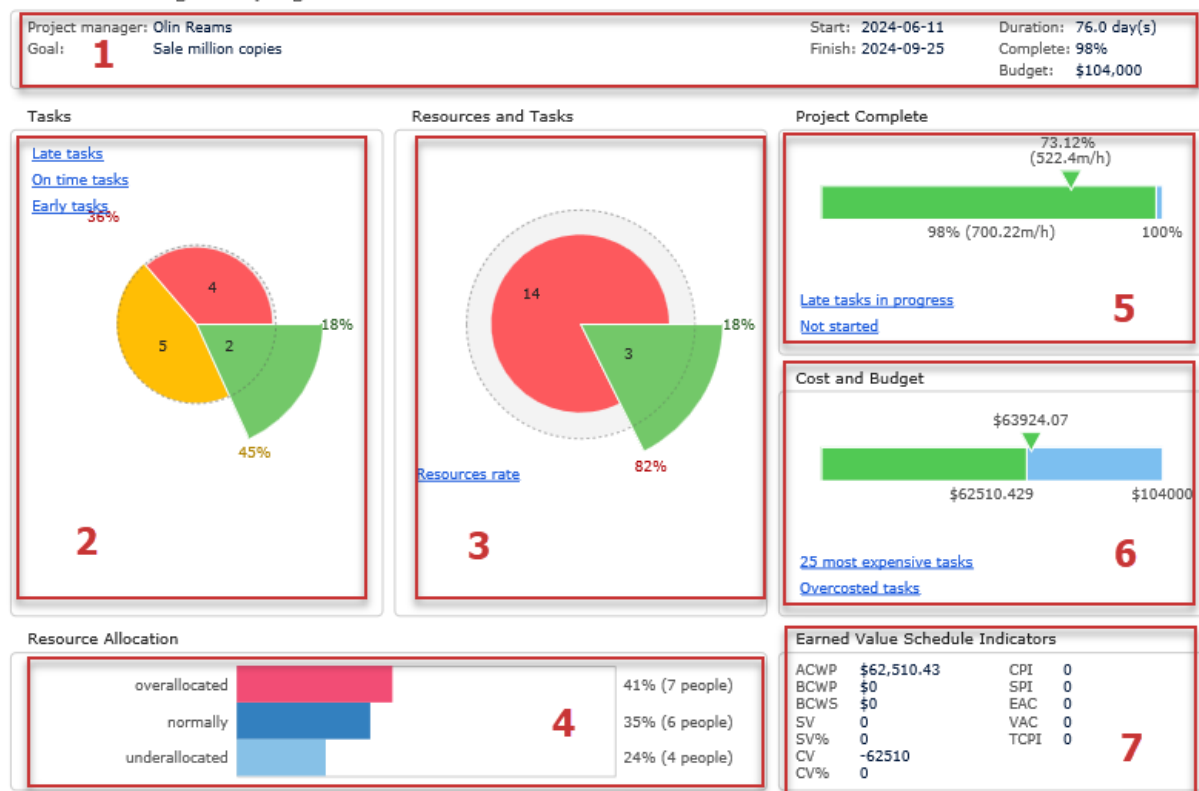 Project manager: Olin Reams
Goal: Sale million copies
1
Start: 2024-06-11
Finish: 2024-09-25
Duration: 76.0 day(s)
Complete: 98%
Budget: $104,000
Tasks
Late tasks
On time tasks
Early tasks
36%
4
5
2
18%
45%
2
Resources and Tasks
14
3
18%
82%
Resources rate
3
Project Complete
73.12%
(522.4m/h)
98% (700.22m/h)
100%
Late tasks in progress
Not started
5
Cost and Budget
$63924.07
$62510.429
$104000
25 most expensive tasks
Overcosted tasks
6
Resource Allocation
overallocated 41% (7 people)
normally 35% (6 people)
underallocated 24% (4 people)
4
Earned Value Schedule Indicators
ACWP $62,510.43 CPI 0
BCWP $0 SPI 0
BCWS $0 EAC 0
SV 0 VAC 0
SV% 0 TCPI 0
CV -62510
CV% 0
7